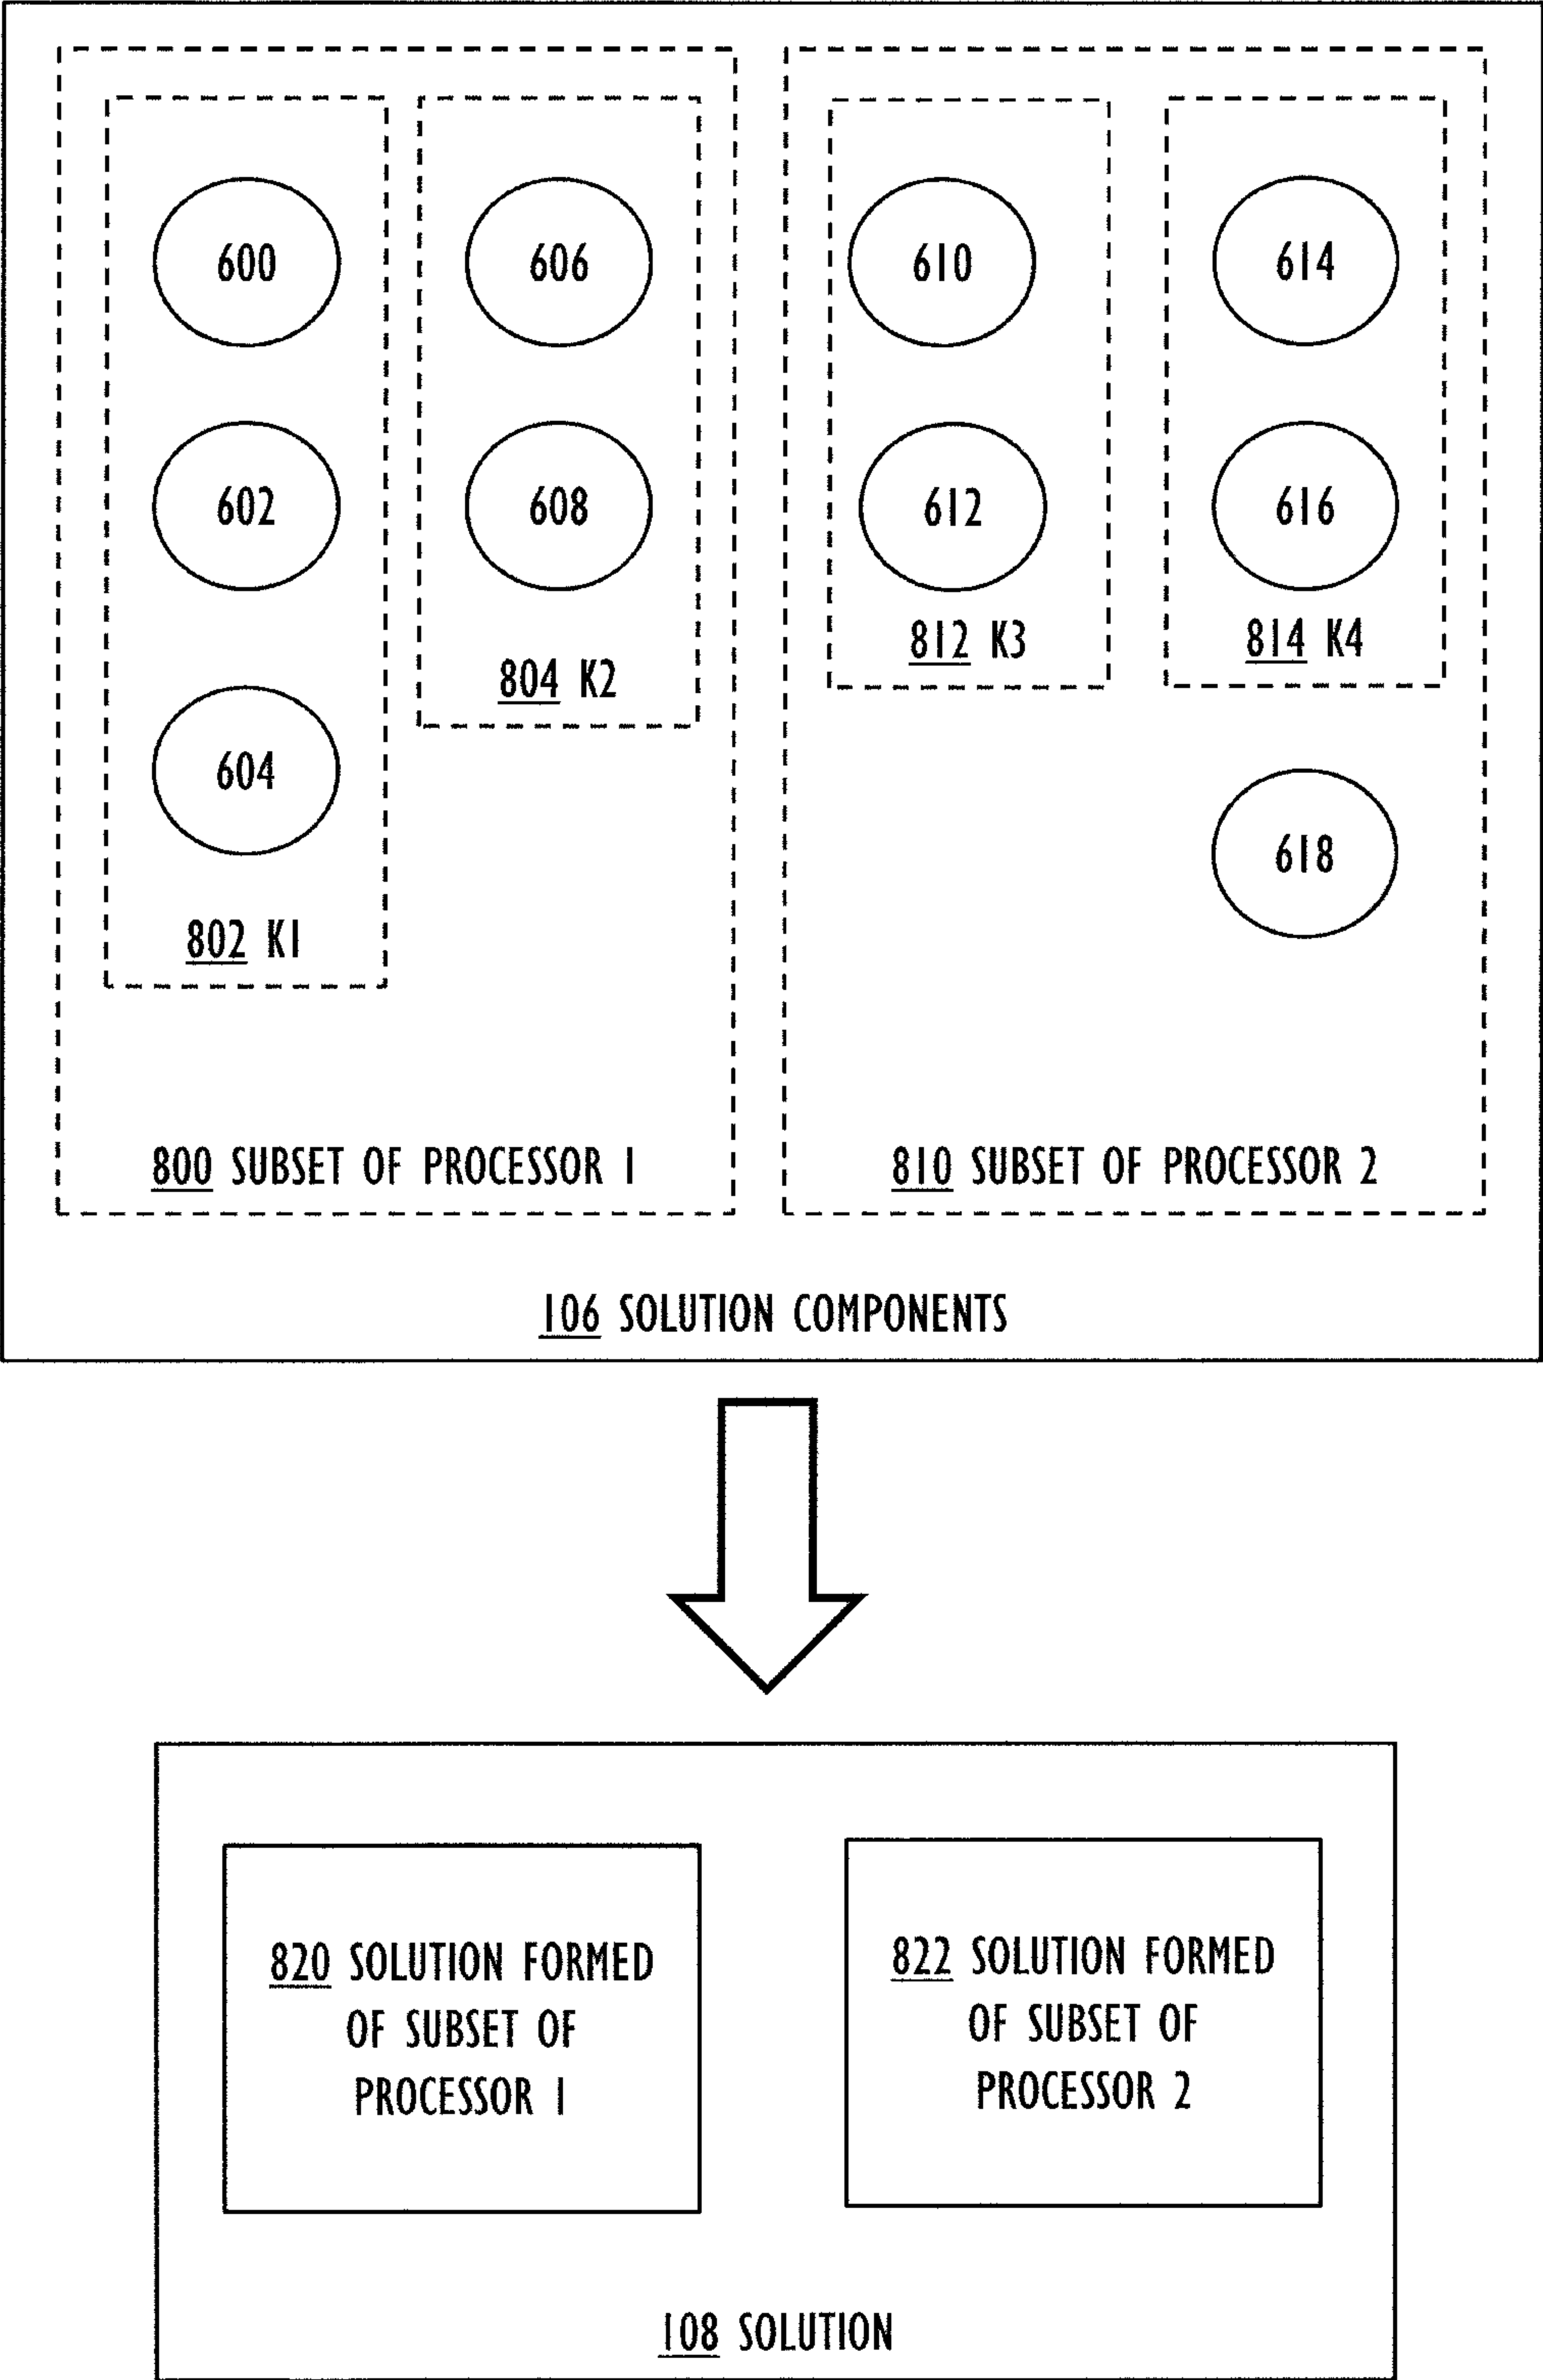 600
606
610
614
602
608
612
616
812 K3
814 K4
804 K2
604
618
802 K1
800 SUBSET OF PROCESSOR 1
810 SUBSET OF PROCESSOR 2
106 SOLUTION COMPONENTS
820 SOLUTION FORMED
OF SUBSET OF
PROCESSOR 1
822 SOLUTION FORMED
OF SUBSET OF
PROCESSOR 2
108 SOLUTION